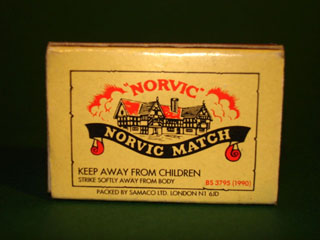 "NORVIC"
NORVIC MATCH
KEEP AWAY FROM CHILDREN
STRIKE SOFTLY AWAY FROM BODY
BS 3795 (1990)
PACKED BY SAMACO LTD. LONDON N1 6JD